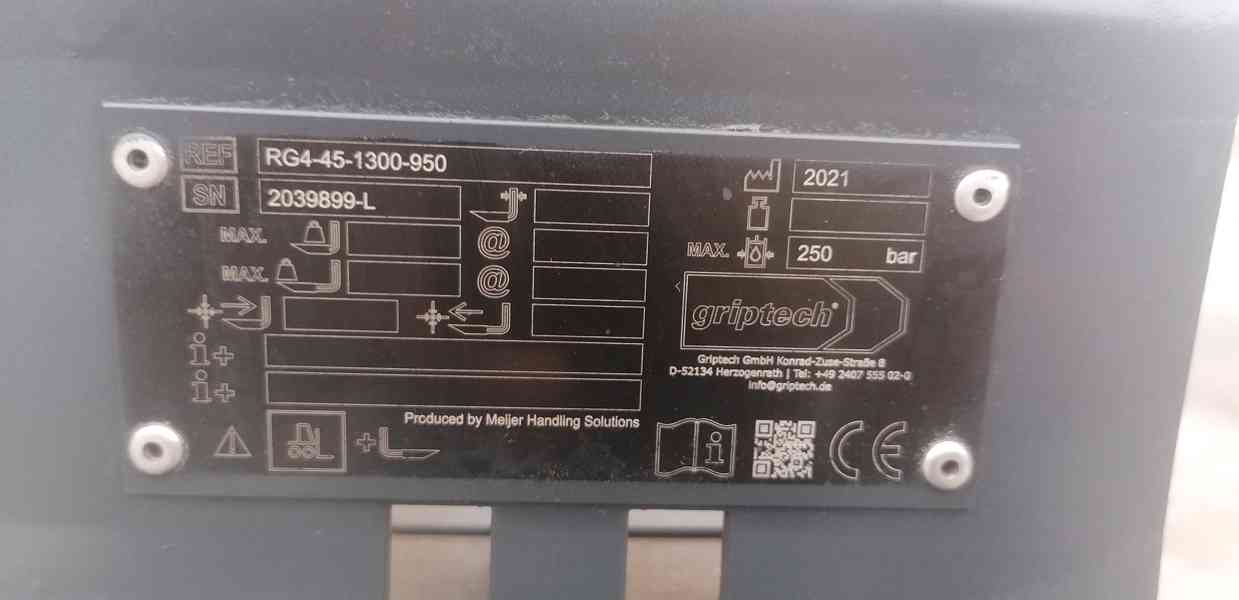 REF RG4-45-1300-950
SN 2039899-L
MAX. @
MAX. @
i+
i+
Produced by Meijer Handling Solutions
2021
MAX. 250 bar
griptech®
Griptech GmbH Konrad-Zuse-Straße 8
D-52134 Herzogenrath | Tel: +49 2407 555 02-0
info@griptech.de
i
CE